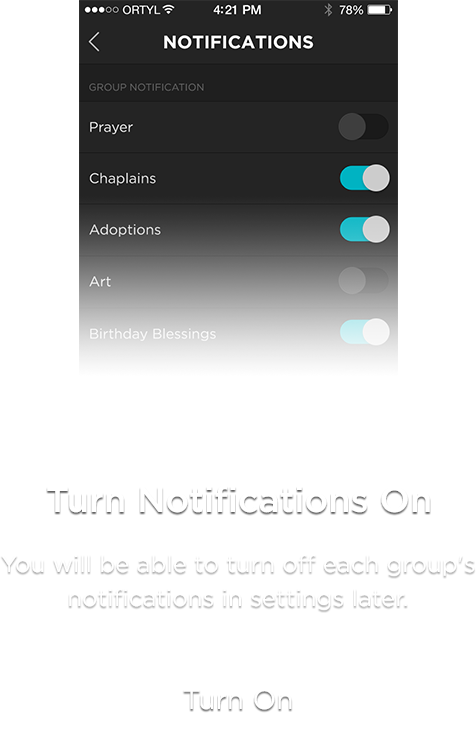 ORTYL 4:21 PM 78%
NOTIFICATIONS
GROUP NOTIFICATION
Prayer
Chaplains
Adoptions
Art
Birthday Blessings
Turn Notifications On
You will be able to turn off each group's
notifications in settings later.
Turn On